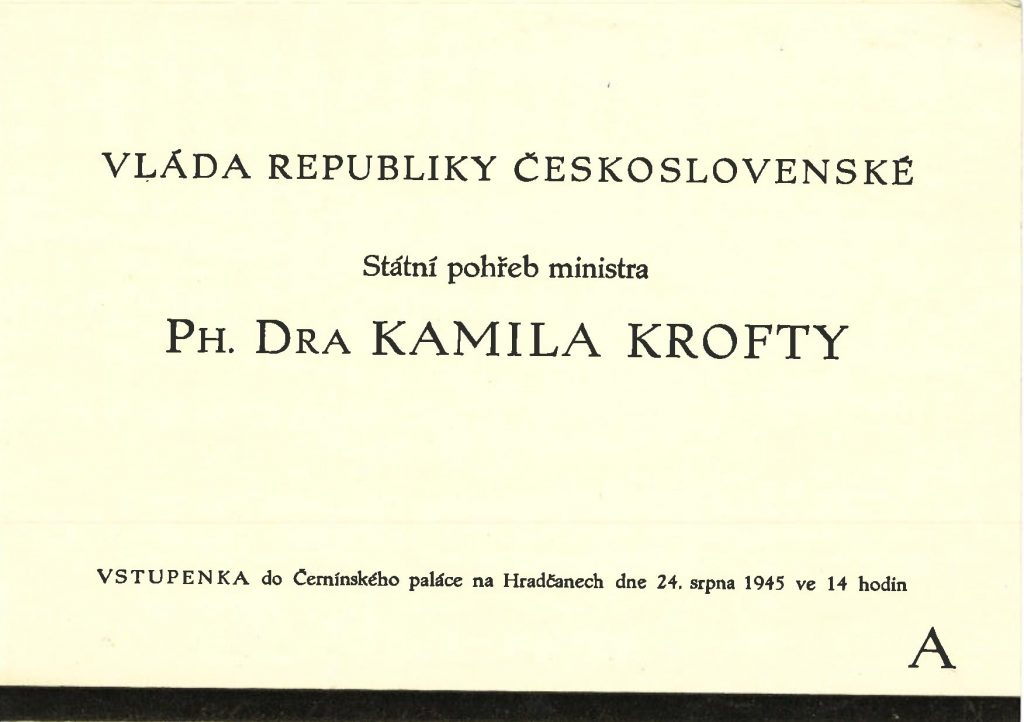 VLÁDA REPUBLIKY ČESKOSLOVENSKÉ
Státní pohřeb ministra
PH. DRA KAMILA KROFTY
VSTUPENKA do Černínského paláce na Hradčanech dne 24. srpna 1945 ve 14 hodin
A